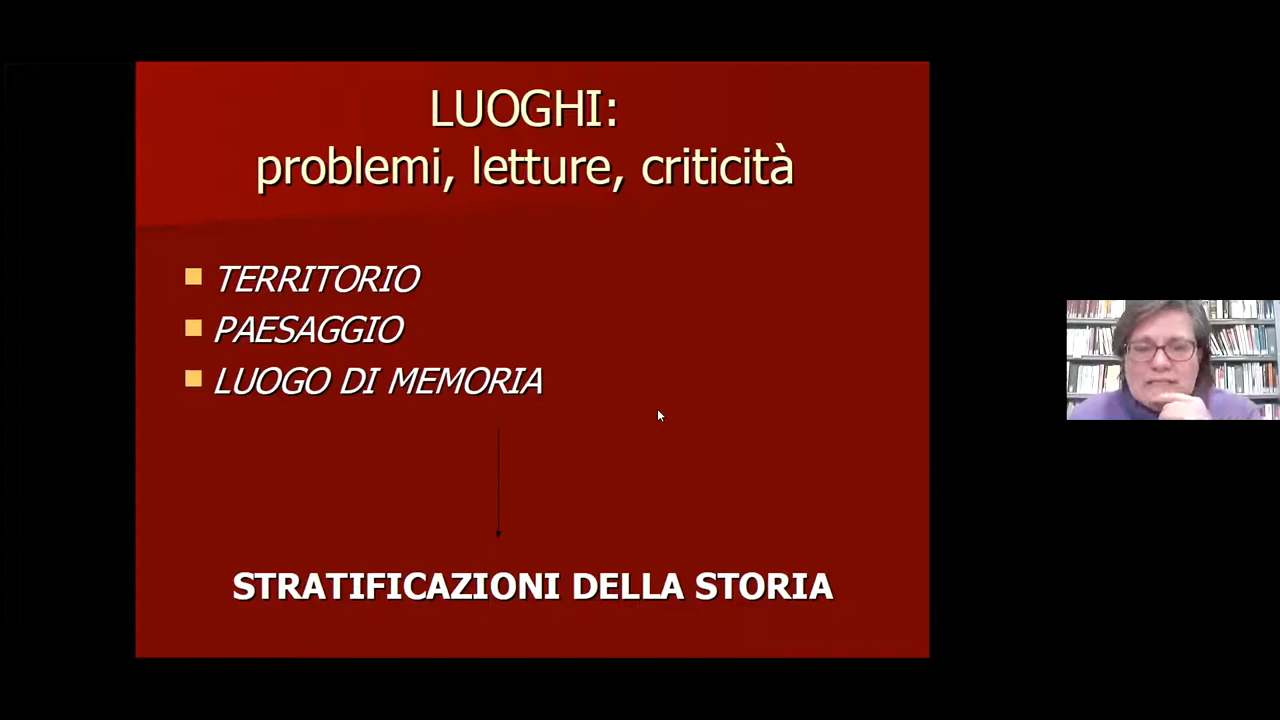 LUOGHI:
problemi, letture, criticità
TERRITORIO
PAESAGGIO
LUOGO DI MEMORIA
STRATIFICAZIONI DELLA STORIA